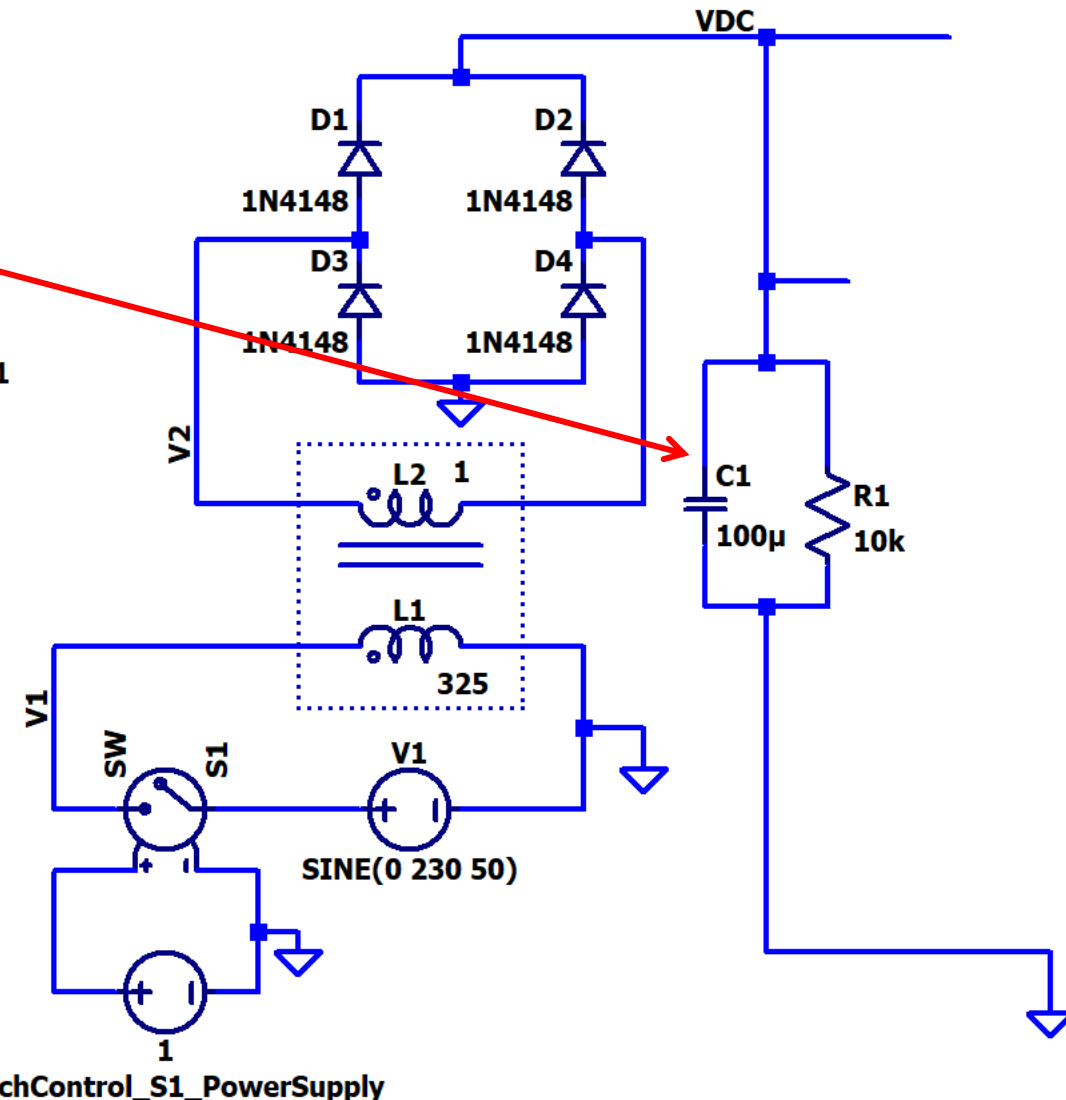 VDC
D1
D2
1N4148
1N4148
D3
D4
1N4148
1N4148
1
V2
L2
1
C1
R1
100µ
10k
L1
325
V1
SW
S1
V1
SINE(0 230 50)
1
chControl_S1_PowerSupply